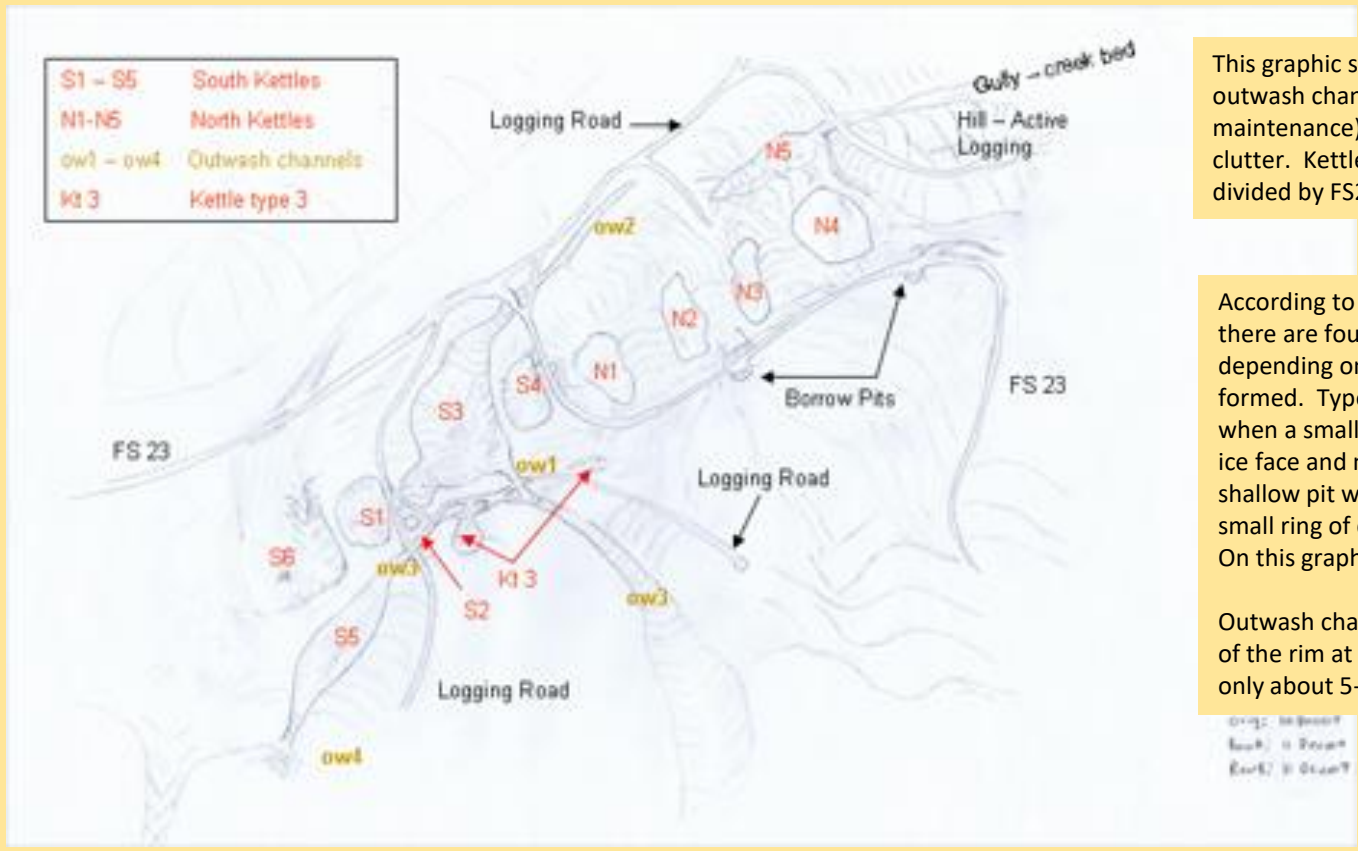 S1 – S5 South Kettles
N1-N5 North Kettles
ow1 – ow4 Outwash channels
Kt 3 Kettle type 3
Gully – creek bed
Logging Road
Hill – Active
Logging
N5
N4
ow2
N3
N2
N1
S4
S3
Borrow Pits
FS 23
FS 23
ow1
Logging Road
S1
S6
ow3
Kt 3
S2
ow3
S5
Logging Road
ow4
This graphic s
outwash chan
maintenance)
clutter. Kettle
divided by FS2
According to
there are fou
depending on
formed. Type
when a small
ice face and r
shallow pit w
small ring of
On this graph
Outwash cha
of the rim at
only about 5-